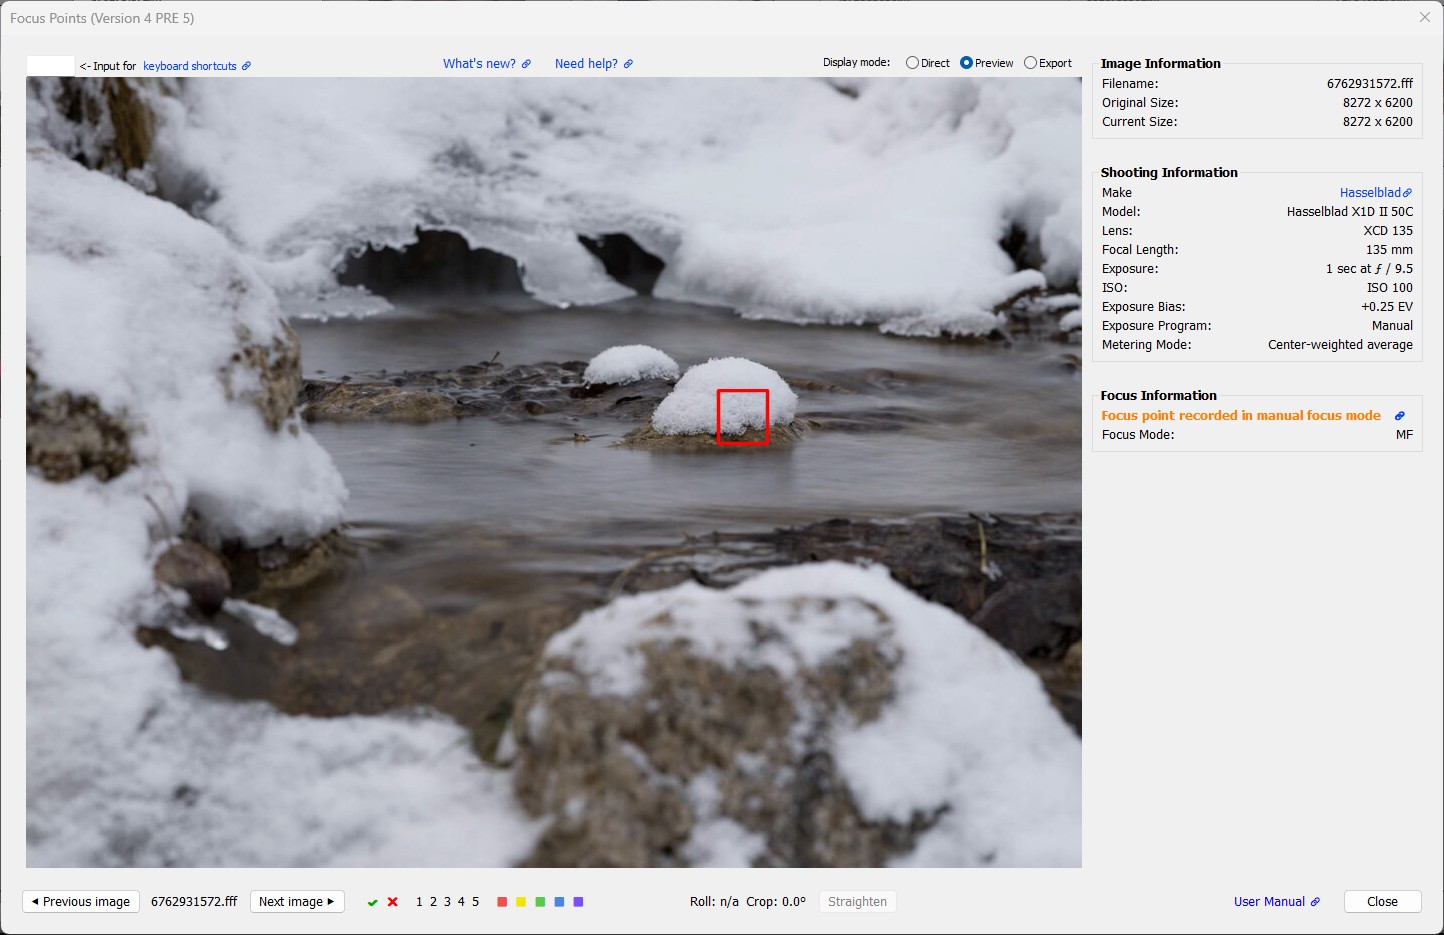 Focus Points (Version 4 PRE 5)
<- Input for keyboard shortcuts
What's new?
Need help?
Display mode: Direct Preview Export
Image Information
Filename: 6762931572.fff
Original Size: 8272 x 6200
Current Size: 8272 x 6200
Shooting Information
Make Hasselblad
Model: Hasselblad X1D II 50C
Lens: XCD 135
Focal Length: 135 mm
Exposure: 1 sec at ƒ / 9.5
ISO: ISO 100
Exposure Bias: +0.25 EV
Exposure Program: Manual
Metering Mode: Center-weighted average
Focus Information
Focus point recorded in manual focus mode
Focus Mode: MF
Previous image 6762931572.fff Next image 1 2 3 4 5 Roll: n/a Crop: 0.0° Straighten User Manual Close